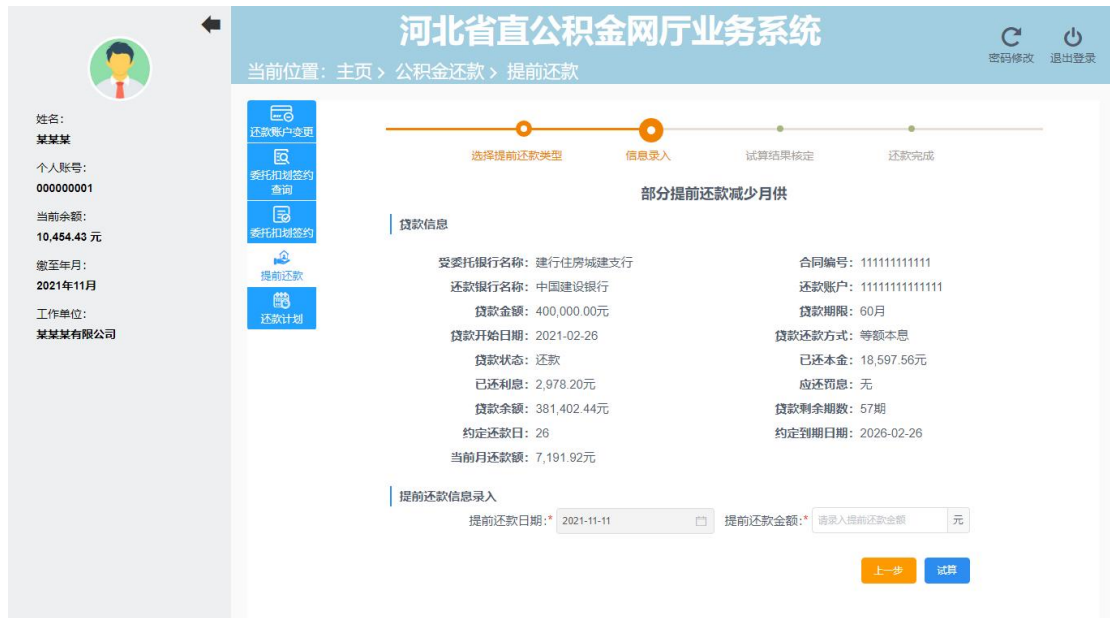 河北省直公积金网厅业务系统
密码修改 退出登录
当前位置：主页 > 公积金还款 > 提前还款
姓名：
某某某
个人账号：
000000001
当前余额：
10,454.43 元
缴至年月：
2021年11月
工作单位：
某某某有限公司
还款账户变更
委托扣划签约
查询
委托扣划签约
提前还款
还款计划
选择提前还款类型 信息录入 试算结果核定 还款完成
部分提前还款减少月供
贷款信息
受委托银行名称： 建行住房城建支行 合同编号： 111111111111
还款银行名称： 中国建设银行 还款账户： 11111111111111
贷款金额： 400,000.00元 贷款期限： 60月
贷款开始日期： 2021-02-26 贷款还款方式： 等额本息
贷款状态： 还款 已还本金： 18,597.56元
已还利息： 2,978.20元 应还罚息： 无
贷款余额： 381,402.44元 贷款剩余期数： 57期
约定还款日： 26 约定到期日期： 2026-02-26
当前月还款额： 7,191.92元
提前还款信息录入
提前还款日期:* 2021-11-11 提前还款金额:* 请录入提前还款金额 元
上一步 试算